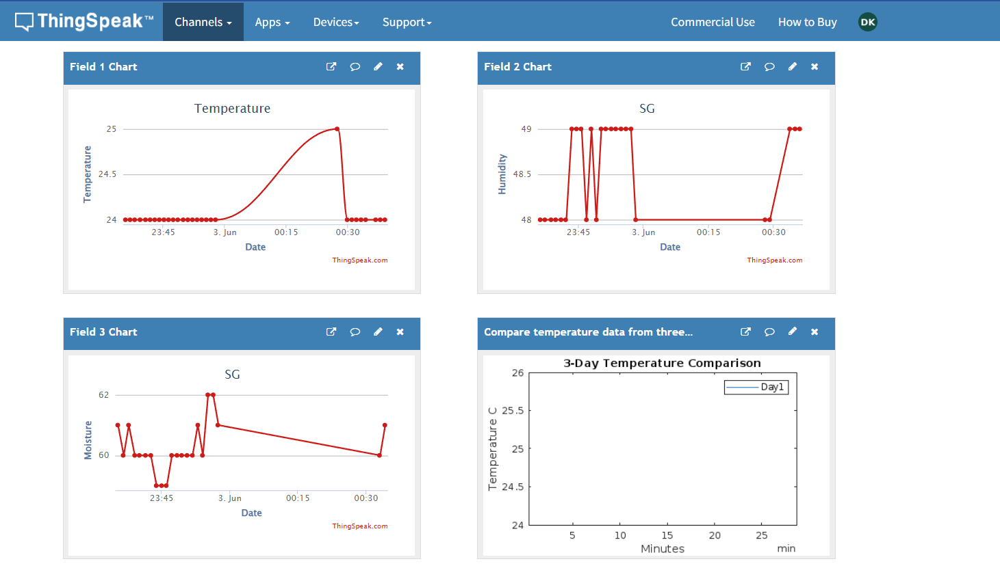 ThingSpeak™ Channels Apps Devices Support Commercial Use How to Buy DK
Field 1 Chart
Temperature
25
24.5
24
Temperature
23:45 3. Jun 00:15 00:30
Date
ThingSpeak.com
Field 2 Chart
SG
49
48.5
48
Humidity
23:45 3. Jun 00:15 00:30
Date
ThingSpeak.com
Field 3 Chart
SG
62
60
Moisture
23:45 3. Jun 00:15 00:30
Date
ThingSpeak.com
Compare temperature data from three...
3-Day Temperature Comparison
Day1
26
25.5
25
24.5
24
Temperature C
5 10 15 20 25
Minutes
min